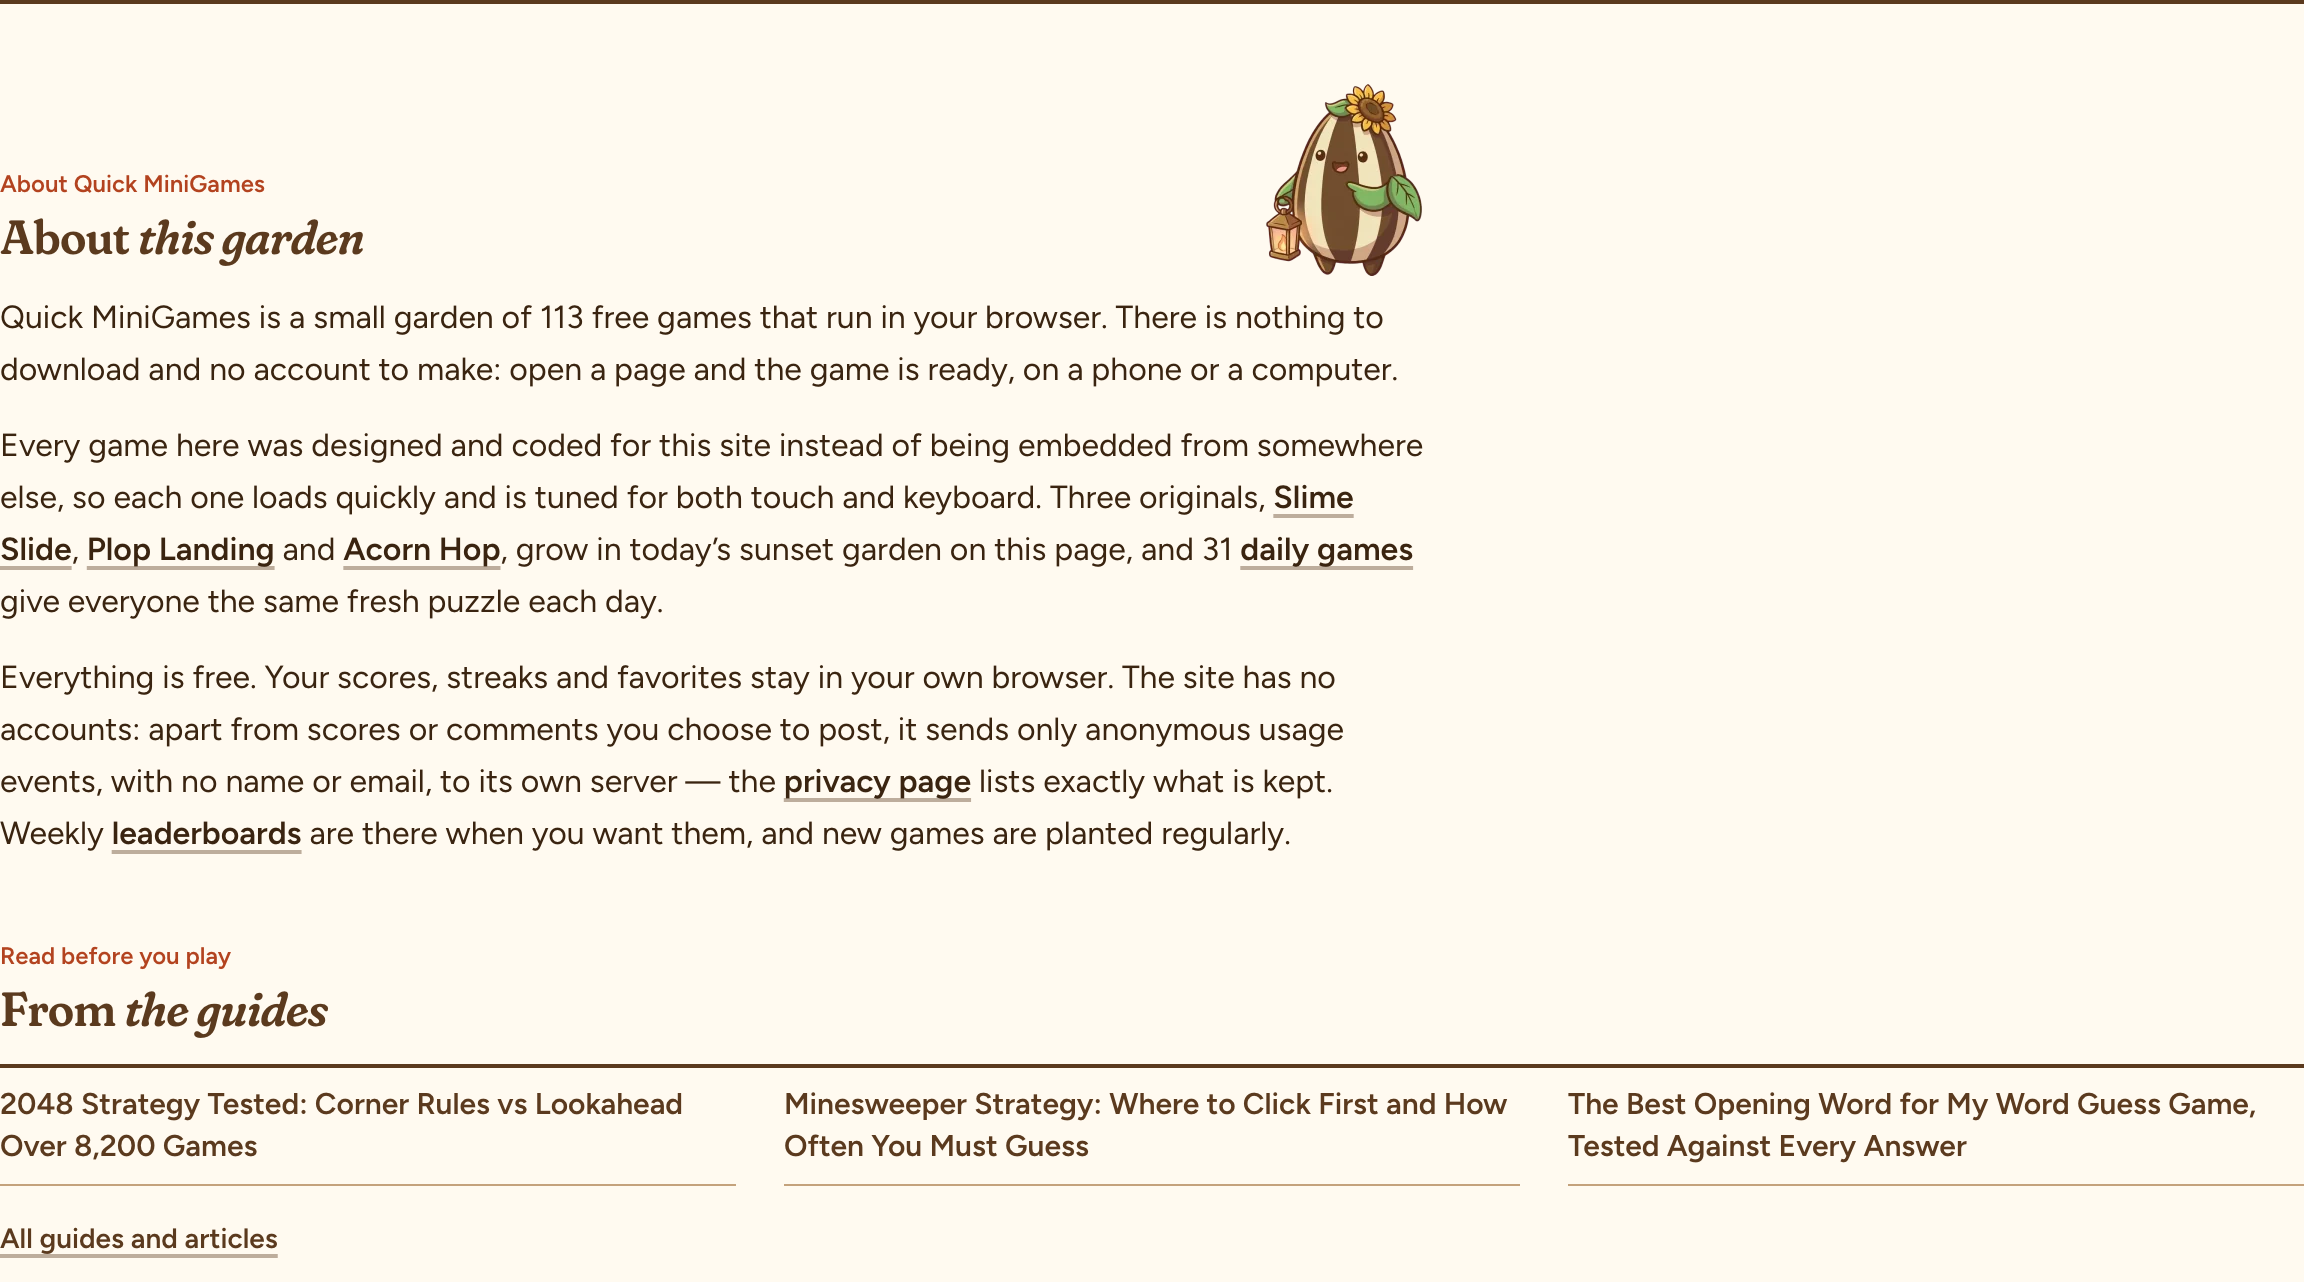 About Quick MiniGames
About this garden
Quick MiniGames is a small garden of 113 free games that run in your browser. There is nothing to
download and no account to make: open a page and the game is ready, on a phone or a computer.
Every game here was designed and coded for this site instead of being embedded from somewhere
else, so each one loads quickly and is tuned for both touch and keyboard. Three originals, Slime
Slide, Plop Landing and Acorn Hop, grow in today’s sunset garden on this page, and 31 daily games
give everyone the same fresh puzzle each day.
Everything is free. Your scores, streaks and favorites stay in your own browser. The site has no
accounts: apart from scores or comments you choose to post, it sends only anonymous usage
events, with no name or email, to its own server — the privacy page lists exactly what is kept.
Weekly leaderboards are there when you want them, and new games are planted regularly.
Read before you play
From the guides
2048 Strategy Tested: Corner Rules vs Lookahead
Over 8,200 Games
Minesweeper Strategy: Where to Click First and How
Often You Must Guess
The Best Opening Word for My Word Guess Game,
Tested Against Every Answer
All guides and articles